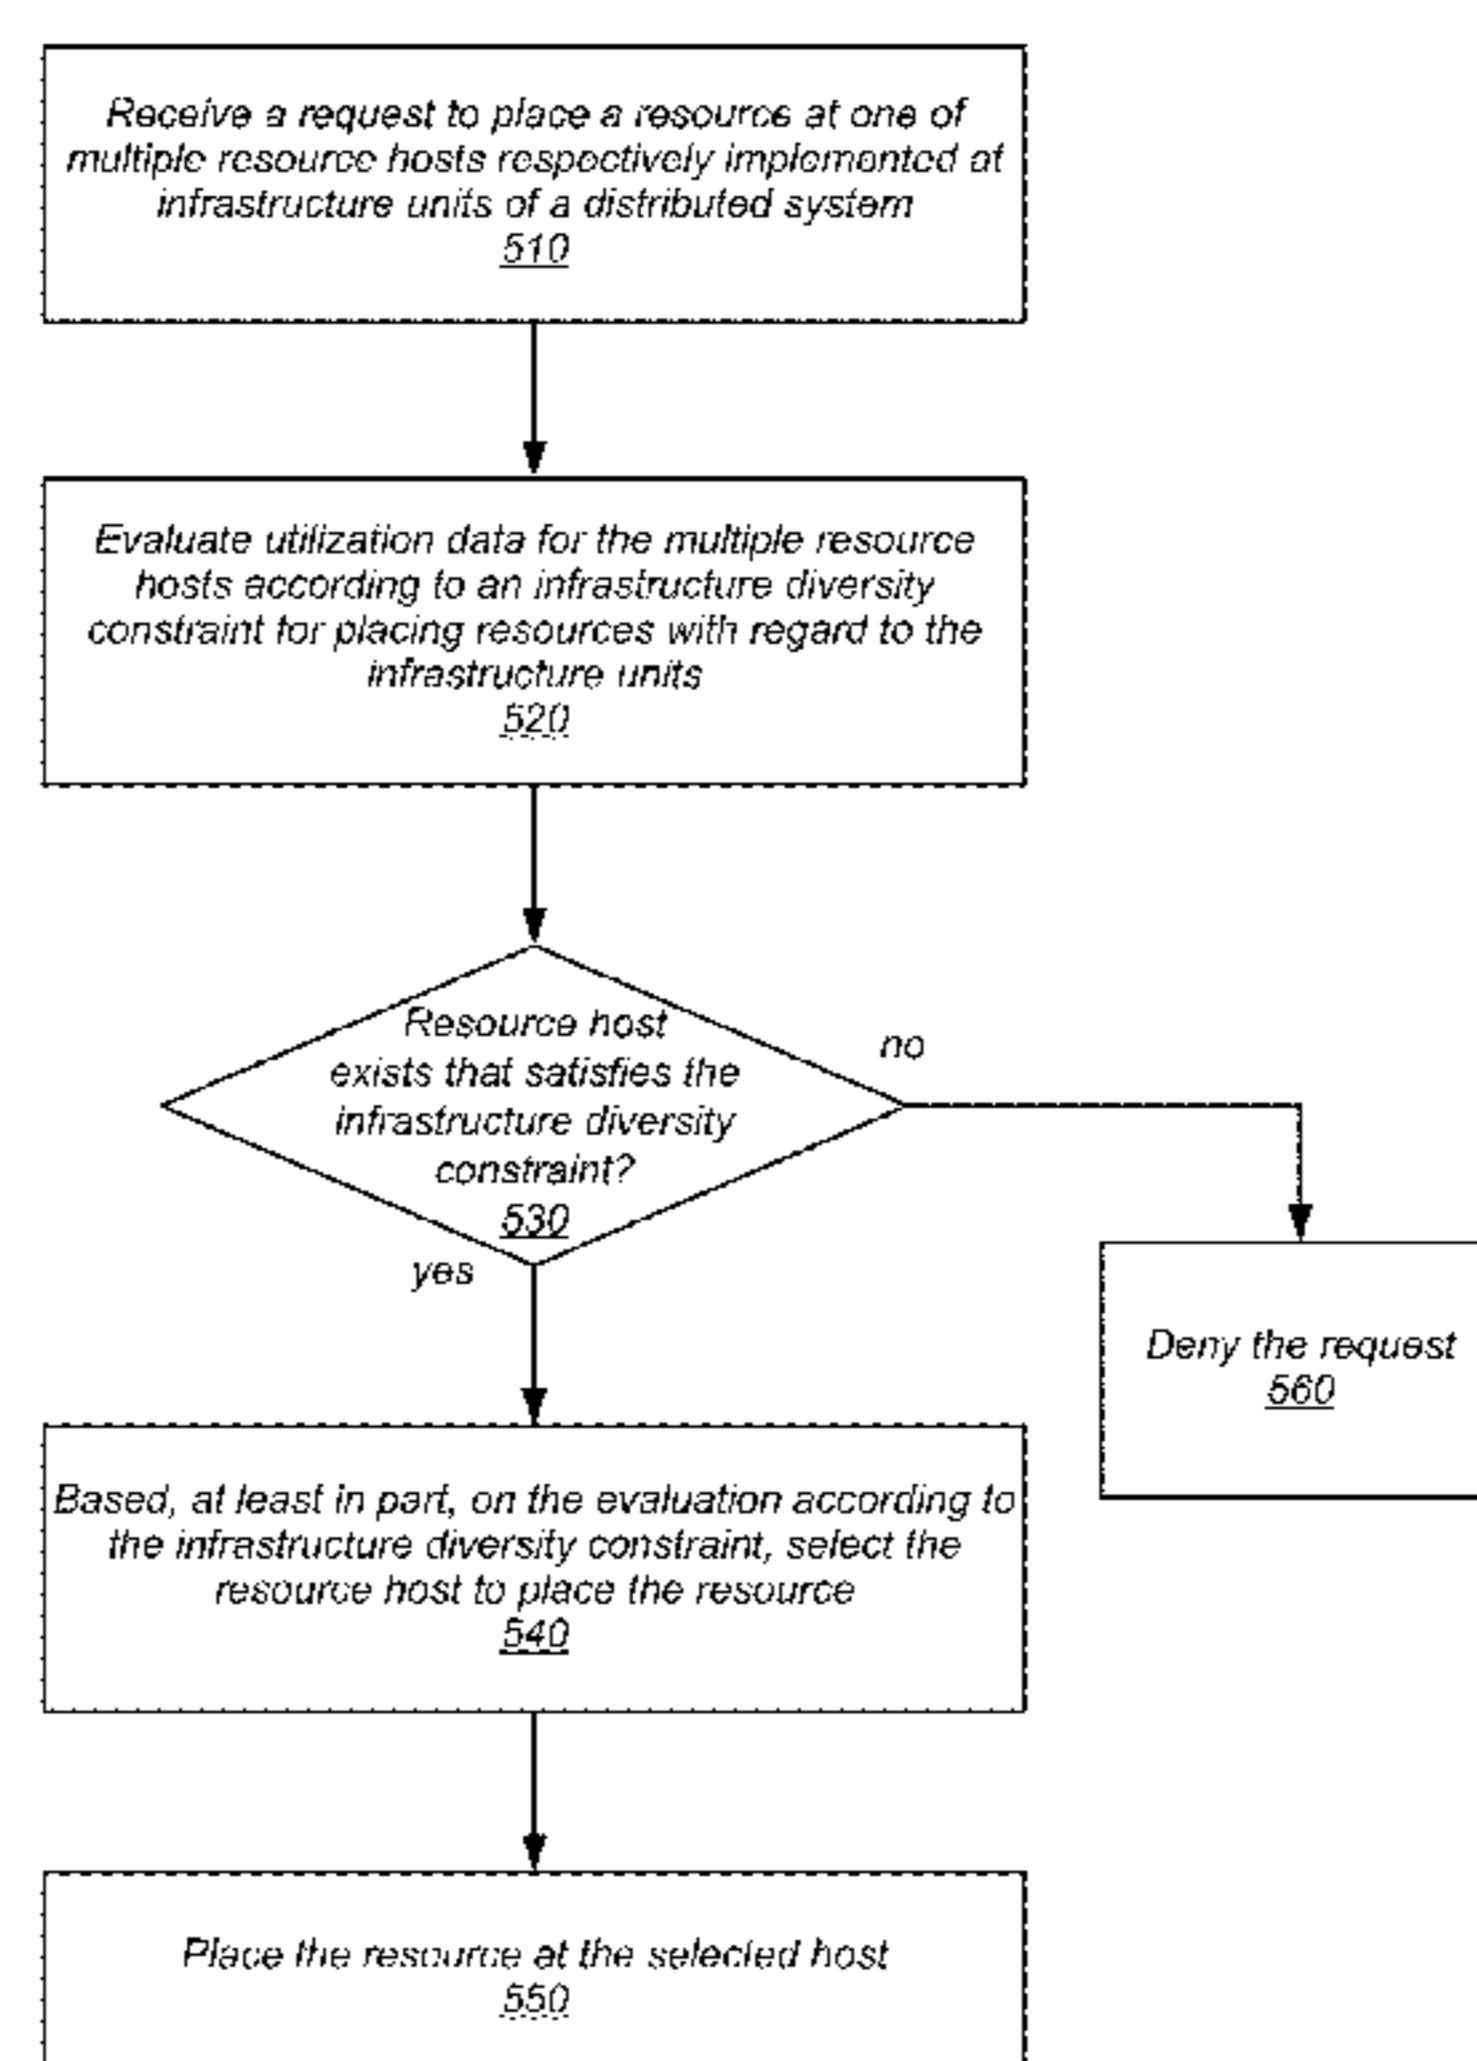 Receive a request to place a resource at one of
multiple resource hosts respectively implemented at
infrastructure units of a distributed system
510
Evaluate utilization data for the multiple resource
hosts according to an infrastructure diversity
constraint for placing resources with regard to the
infrastructure units
520
Resource host
exists that satisfies the
infrastructure diversity
constraint?
530
no
yes
Deny the request
560
Based, at least in part, on the evaluation according to
the infrastructure diversity constraint, select the
resource host to place the resource
540
Place the resource at the selected host
550